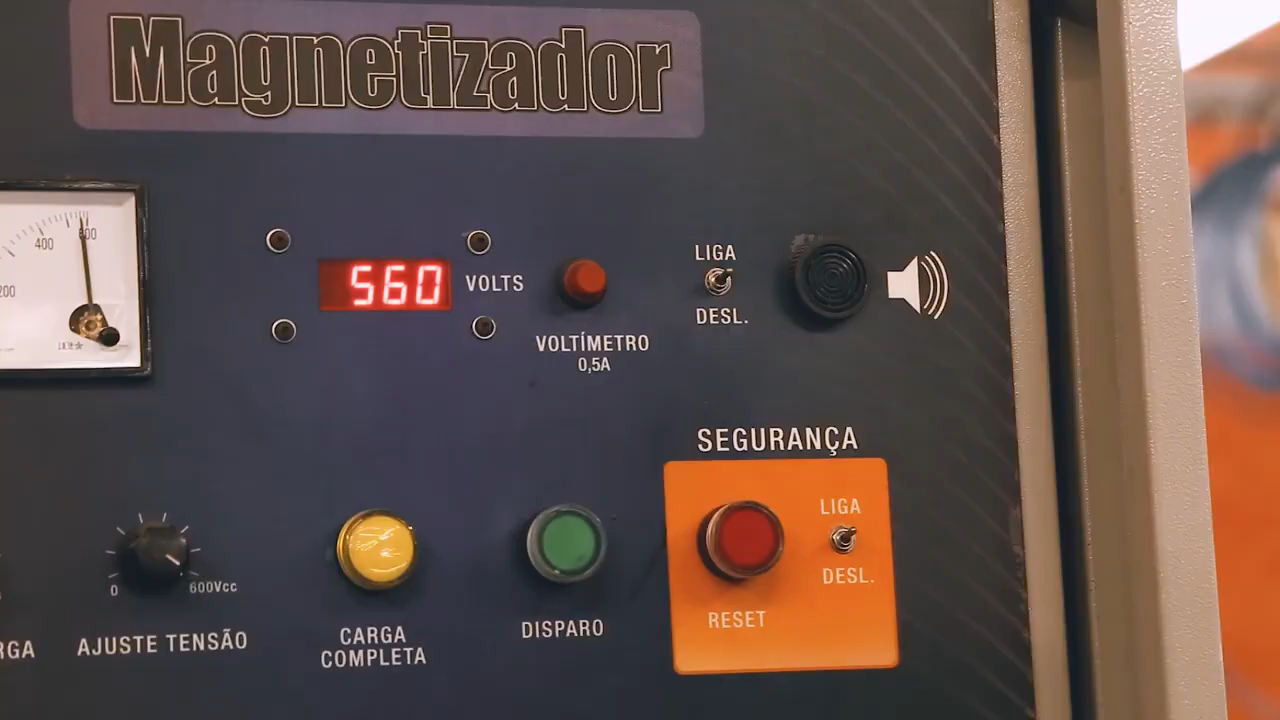 Magnetizador
200
400
600
560
VOLTS
VOLTÍMETRO
0,5A
LIGA
DESL.
SEGURANÇA
LIGA
DESL.
RESET
0
600Vcc
AJUSTE TENSÃO
CARGA
COMPLETA
DISPARO